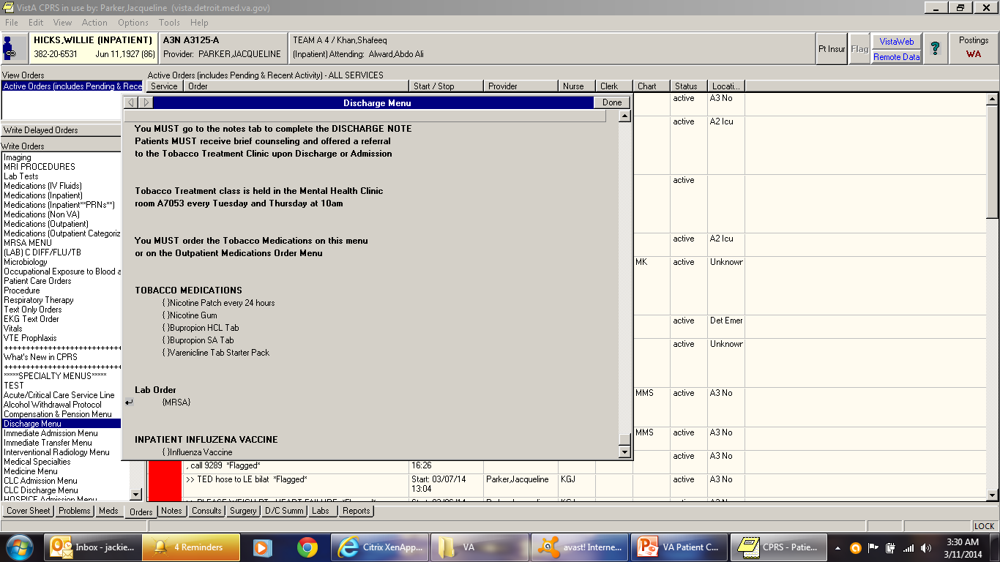 VistA CPRS in use by: Parker,Jacqueline (vista.detroit.med.va.gov)
File Edit View Action Options Tools Help
HICKS,WILLIE (INPATIENT)
382-20-6531 Jun 11,1927 (86)
A3N A3125-A
Provider: PARKER,JACQUELINE
TEAM A 4 / Khan,Shafeeq
(Inpatient) Attending: Alward,Abdo Ali
Pt Insur
Flag
VistaWeb
Remote Data
?
Postings
WA
View Orders
Active Orders (includes Pending & Rece
Active Orders (includes Pending & Recent Activity) - ALL SERVICES
Service Order Start / Stop Provider Nurse Clerk Chart Status Locati...
Write Delayed Orders
Write Orders
Imaging
MRI PROCEDURES
Lab Tests
Medications (IV Fluids)
Medications (Inpatient)
Medications (Inpatient**PRNs**)
Medications (Non VA)
Medications (Outpatient)
Medications (Outpatient Categoriz
MRSA MENU
(LAB) C DIFF/FLU/TB
Microbiology
Occupational Exposure to Blood a
Patient Care Orders
Procedure
Respiratory Therapy
Text Only Orders
EKG Text Order
Vitals
VTE Prophlaxis
++++++++++++++++++++++++
What's New in CPRS
++++++++++++++++++++++++
*****SPECIALTY MENUS*****
TEST
Acute/Critical Care Service Line
Alcohol Withdrawal Protocol
Compensation & Pension Menu
Discharge Menu
Immediate Admission Menu
Immediate Transfer Menu
Interventional Radiology Menu
Medical Specialties
Medicine Menu
CLC Admission Menu
CLC Discharge Menu
HOSPICE Admission Menu
Discharge Menu
Done
You MUST go to the notes tab to complete the DISCHARGE NOTE
Patients MUST receive brief counseling and offered a referral
to the Tobacco Treatment Clinic upon Discharge or Admission
Tobacco Treatment class is held in the Mental Health Clinic
room A7053 every Tuesday and Thursday at 10am
You MUST order the Tobacco Medications on this menu
or on the Outpatient Medications Order Menu
TOBACCO MEDICATIONS
{ }Nicotine Patch every 24 hours
{ }Nicotine Gum
{ }Bupropion HCL Tab
{ }Bupropion SA Tab
{ }Varenicline Tab Starter Pack
Lab Order
{MRSA}
INPATIENT INFLUZENA VACCINE
{ }Influenza Vaccine
active A3 No
active A2 Icu
active
active A2 Icu
MK active Unknowr
active Det Emer
active Unknowr
MMS active A3 No
MMS active A3 No
active A3 No
, call 9289 *Flagged* 16:26
>> TED hose to LE bilat *Flagged* Start: 03/07/14 Parker,Jacqueline KGJ active A3 No
13:04
Cover Sheet Problems Meds Orders Notes Consults Surgery D/C Summ Labs Reports
LOCK
Inbox - jackie...
4 Reminders
Citrix XenApp...
VA
avast! Interne...
VA Patient C...
CPRS - Patie...
3:30 AM
3/11/2014